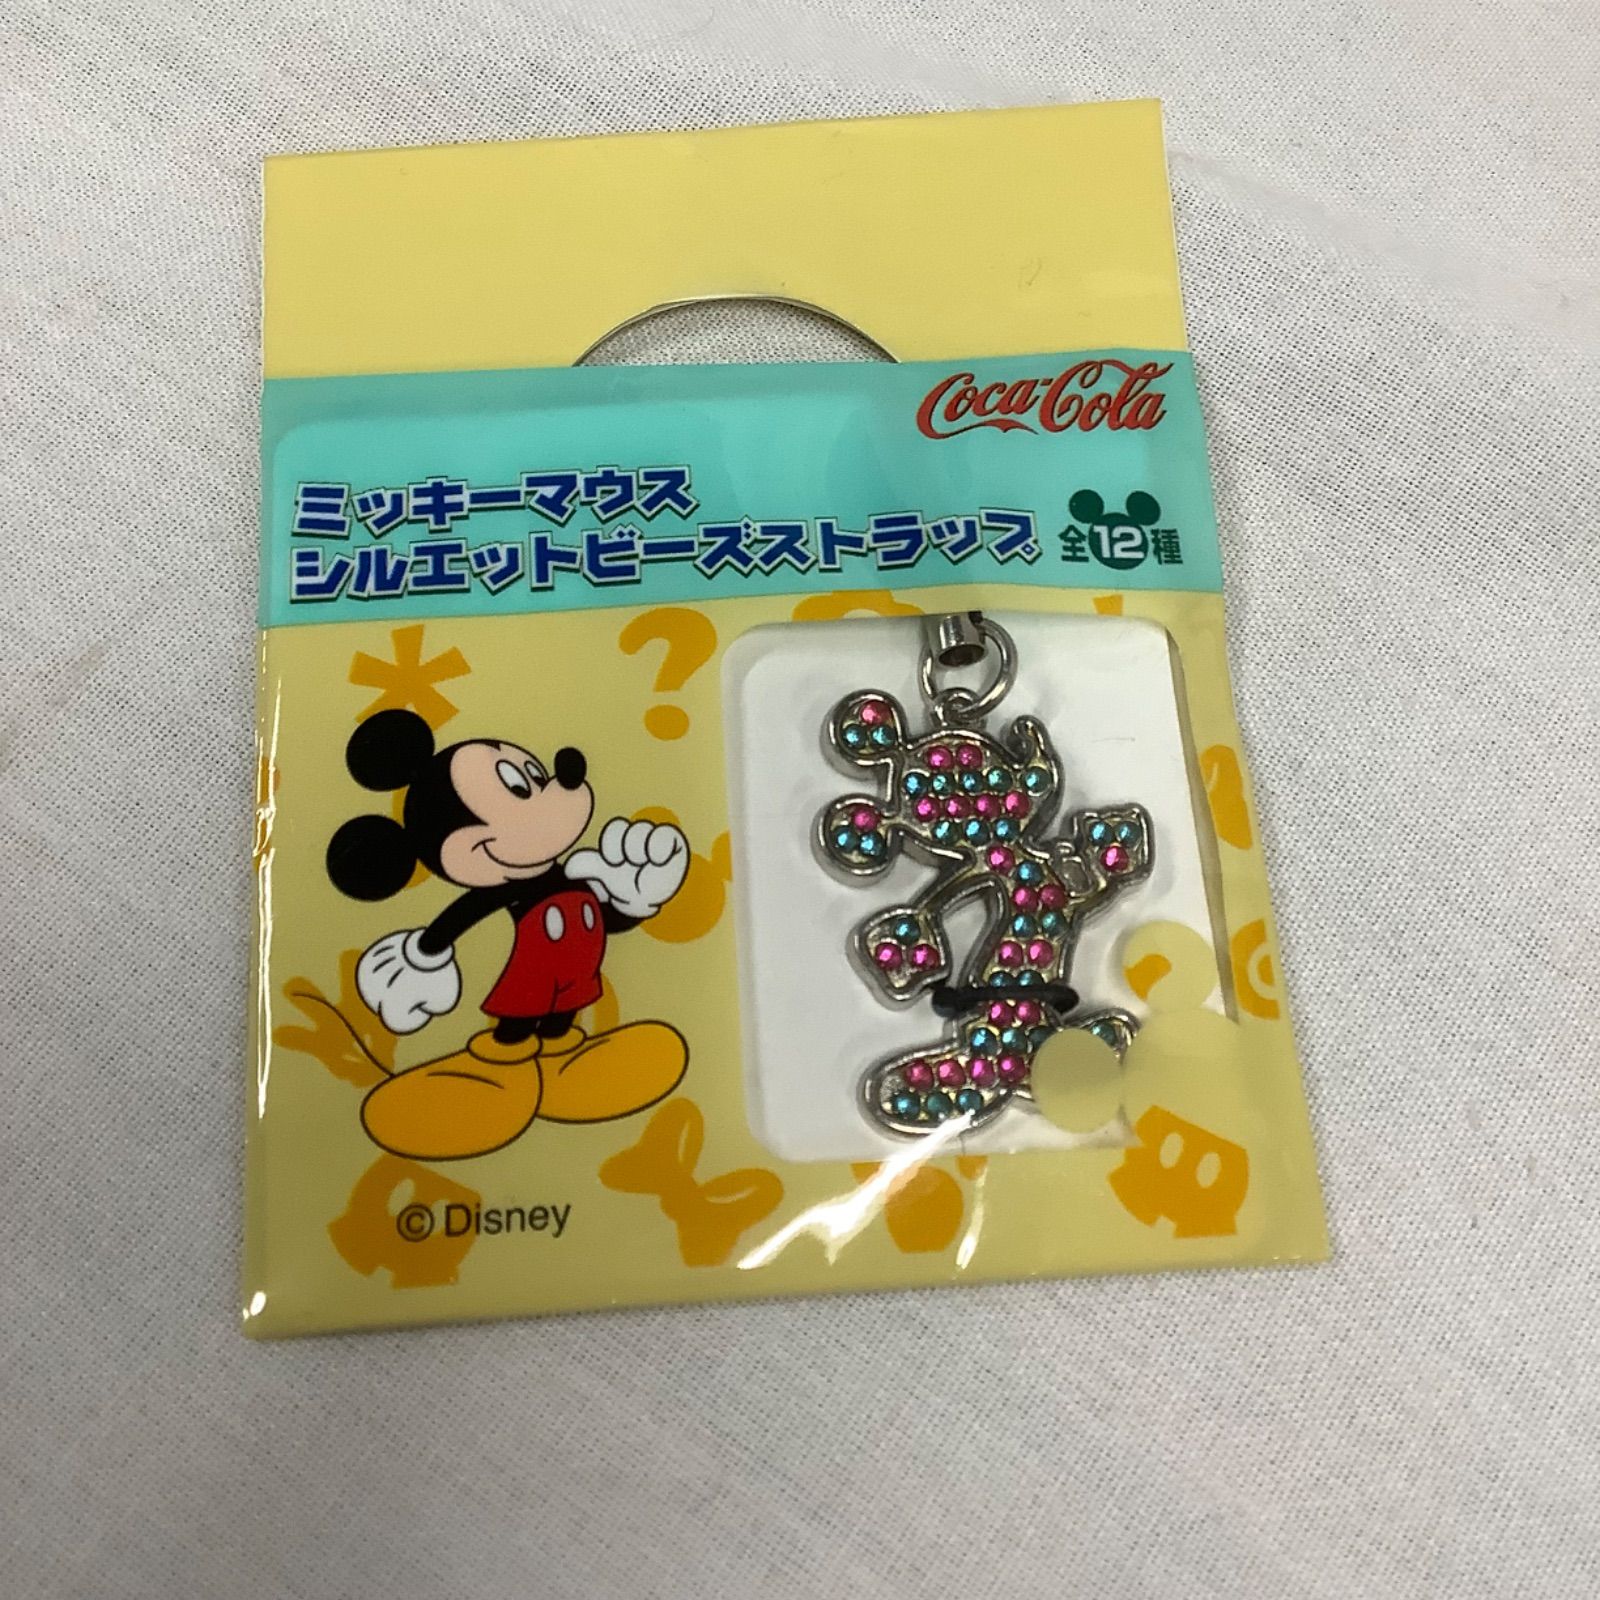 Coca-Cola
ミッキーマウス
シルエットビーズストラップ
全12種
© Disney